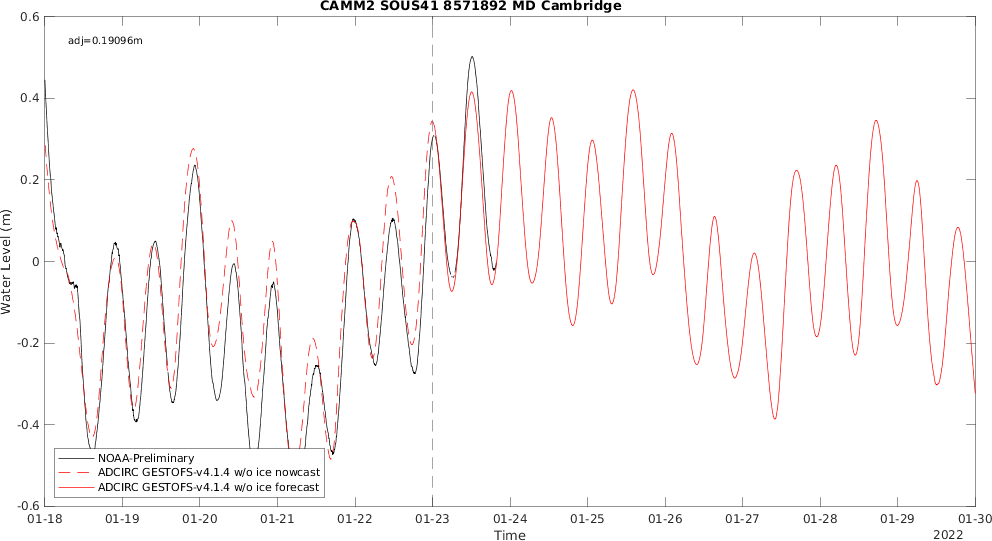 CAMM2 SOUS41 8571892 MD Cambridge
adj=0.19096m
0.6
0.4
0.2
0
-0.2
-0.4
-0.6
Water Level (m)
NOAA-Preliminary
ADCIRC GESTOFS-v4.1.4 w/o ice nowcast
ADCIRC GESTOFS-v4.1.4 w/o ice forecast
01-18 01-19 01-20 01-21 01-22 01-23 01-24 01-25 01-26 01-27 01-28 01-29 01-30
Time
2022